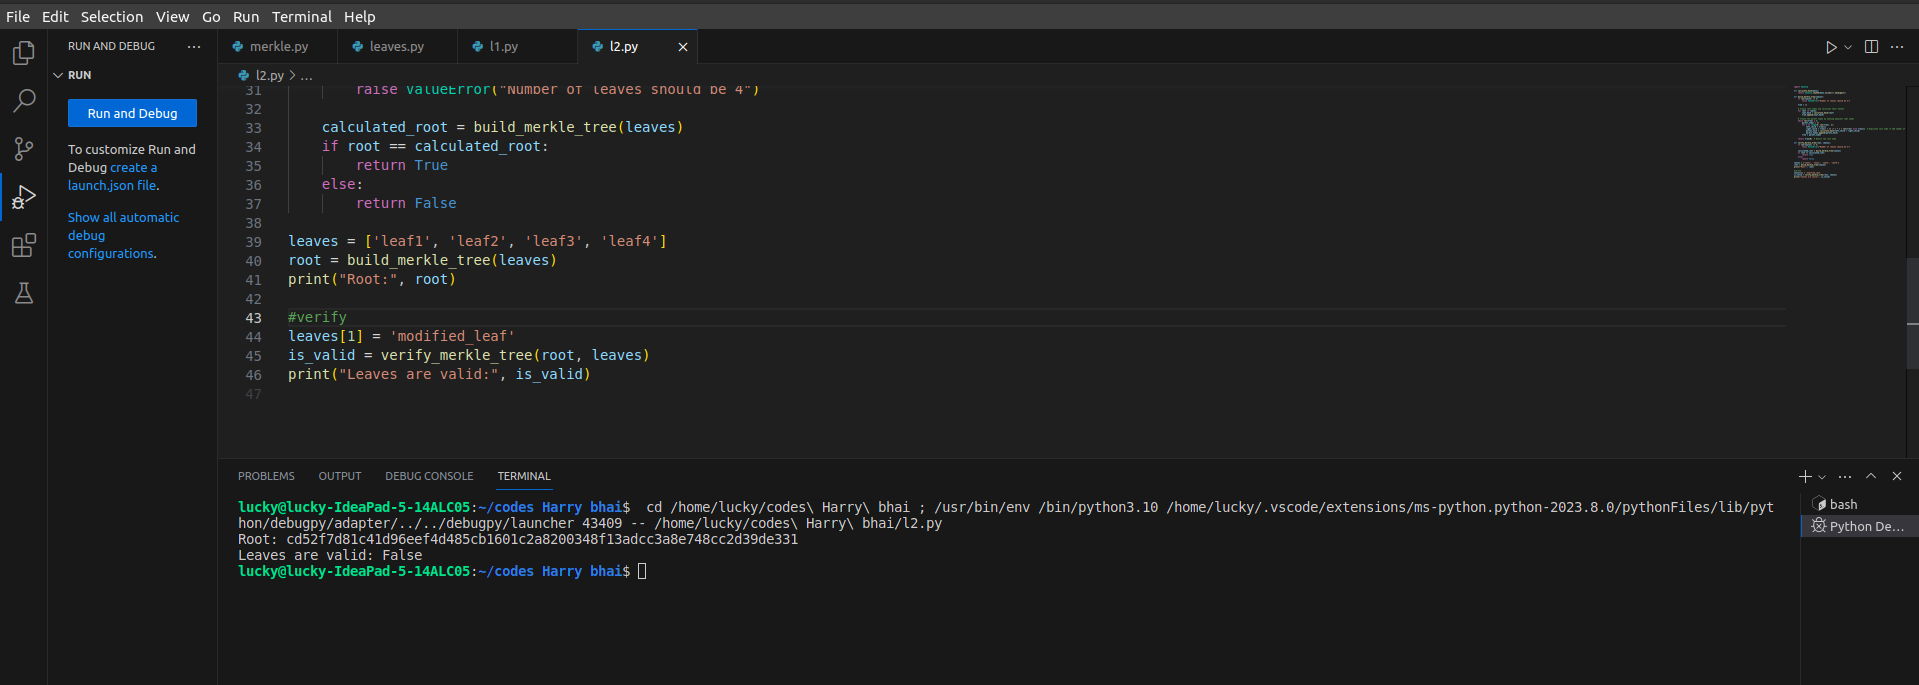 File Edit Selection View Go Run Terminal Help
RUN AND DEBUG ...
RUN
Run and Debug
To customize Run and
Debug create a
launch.json file.
Show all automatic
debug
configurations.
merkle.py leaves.py l1.py l2.py
l2.py > ...
31 raise ValueError("Number of leaves should be 4")
32
33 calculated_root = build_merkle_tree(leaves)
34 if root == calculated_root:
35 return True
36 else:
37 return False
38
39 leaves = ['leaf1', 'leaf2', 'leaf3', 'leaf4']
40 root = build_merkle_tree(leaves)
41 print("Root:", root)
42
43 #verify
44 leaves[1] = 'modified_leaf'
45 is_valid = verify_merkle_tree(root, leaves)
46 print("Leaves are valid:", is_valid)
47
PROBLEMS OUTPUT DEBUG CONSOLE TERMINAL
lucky@lucky-IdeaPad-5-14ALC05:~/codes Harry bhai$ cd /home/lucky/codes\ Harry\ bhai ; /usr/bin/env /bin/python3.10 /home/lucky/.vscode/extensions/ms-python.python-2023.8.0/pythonFiles/lib/pyt
hon/debugpy/adapter/../../debugpy/launcher 43409 -- /home/lucky/codes\ Harry\ bhai/l2.py
Root: cd52f7d81c41d96eef4d485cb1601c2a8200348f13adcc3a8e748cc2d39de331
Leaves are valid: False
lucky@lucky-IdeaPad-5-14ALC05:~/codes Harry bhai$
bash
Python De...